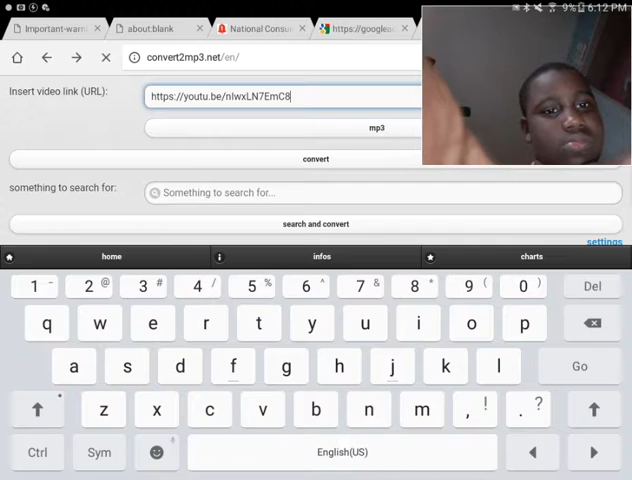 9% 6:12 PM
Important-warni about:blank National Consum https://googlead
convert2mp3.net/en/
Insert video link (URL): https://youtu.be/nIwxLN7EmC8
mp3
convert
something to search for: Something to search for...
search and convert
settings
home infos charts
1 - 2 @ 3 # 4 / 5 % 6 ^ 7 & 8 * 9 ( 0 ) Del
q w e r t y u i o p
a s d f g h j k l Go
z x c v b n m , ! . ?
Ctrl Sym English(US)